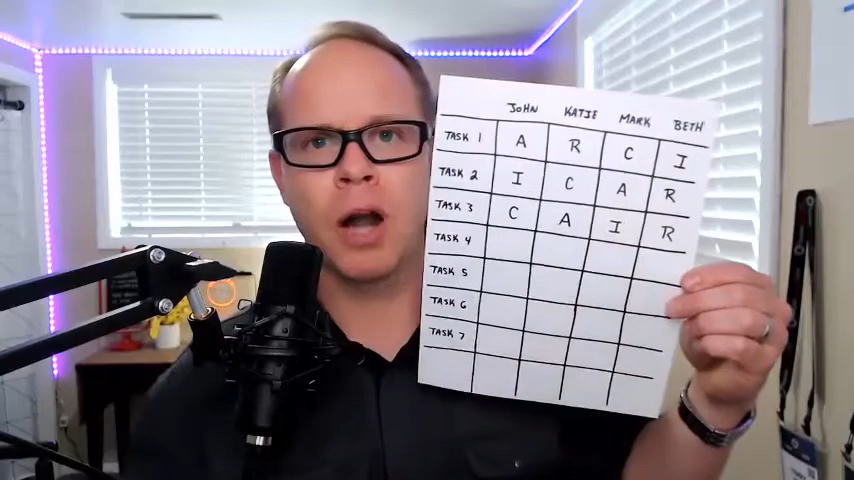 JOHN KATIE MARK BETH
TASK 1 A R C I
TASK 2 I C A R
TASK 3 C A I R
TASK 4
TASK 5
TASK 6
TASK 7